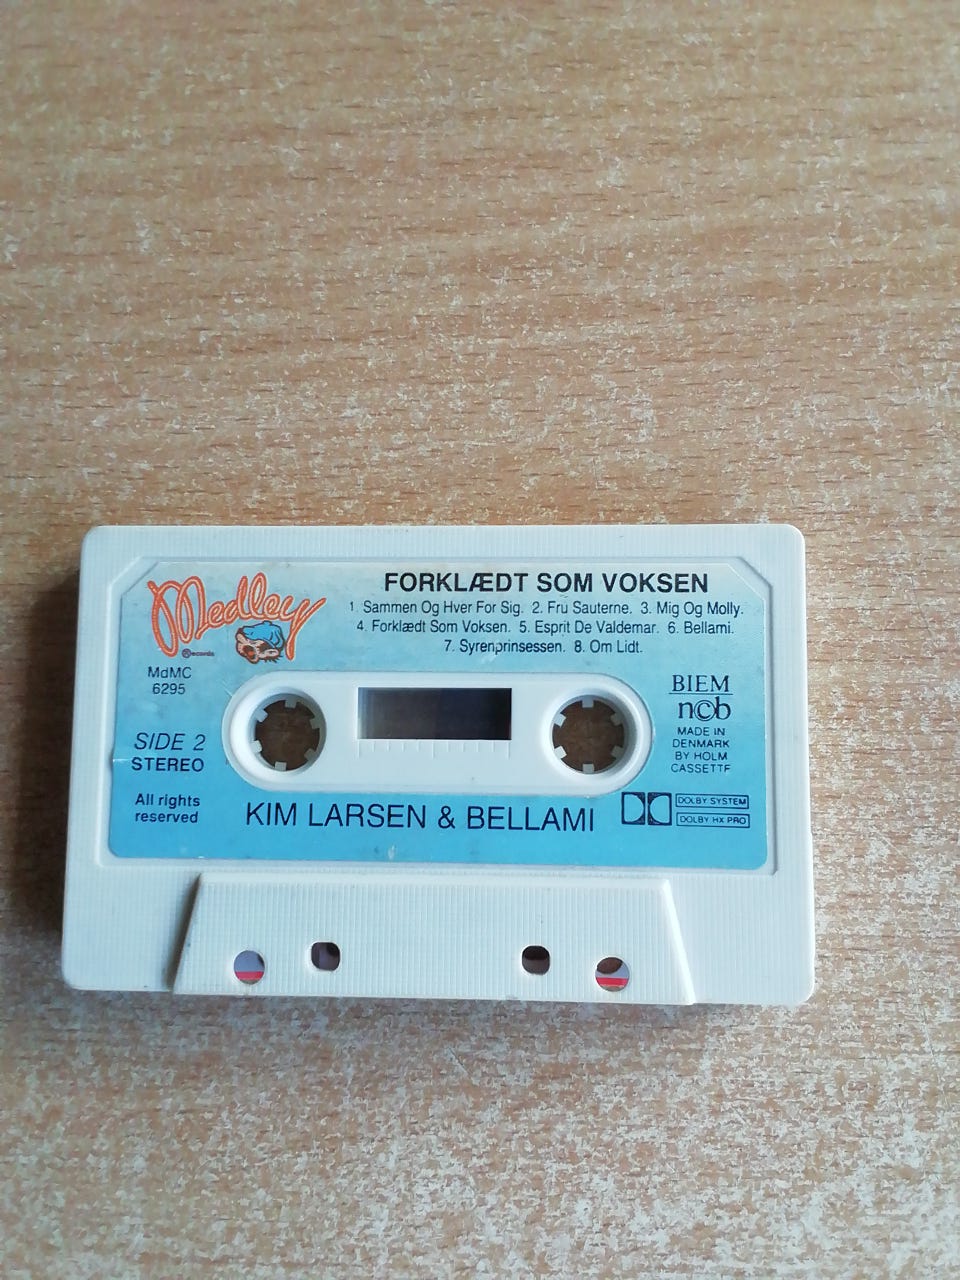 Medley
Records
FORKLÆDT SOM VOKSEN
1. Sammen Og Hver For Sig. 2. Fru Sauterne. 3. Mig Og Molly.
4. Forklædt Som Voksen. 5. Esprit De Valdemar. 6. Bellami.
7. Syrenprinsessen. 8. Om Lidt.
MdMC
6295
SIDE 2
STEREO
All rights
reserved
BIEM
n©b
MADE IN
DENMARK
BY HOLM
CASSETTE
KIM LARSEN & BELLAMI
DOLBY SYSTEM
DOLBY HX PRO